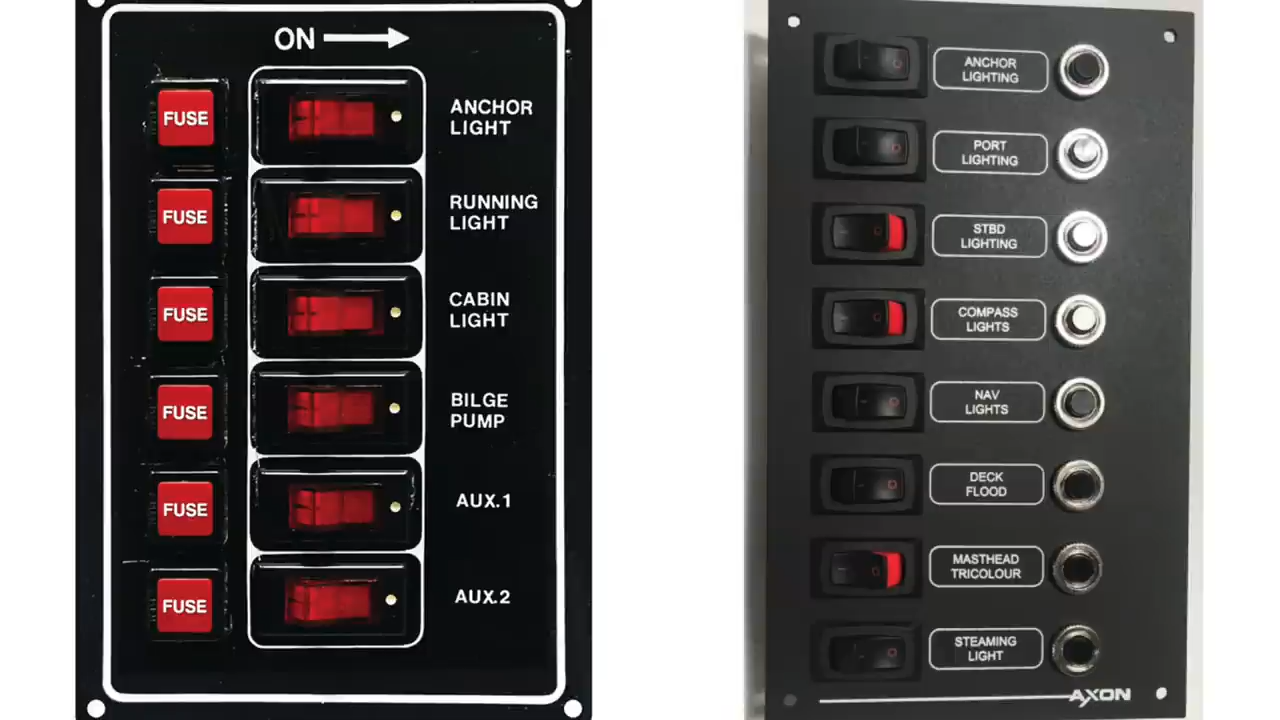 ON
FUSE
ANCHOR
LIGHT
FUSE
RUNNING
LIGHT
FUSE
CABIN
LIGHT
FUSE
BILGE
PUMP
FUSE
AUX.1
FUSE
AUX.2
ANCHOR
LIGHTING
PORT
LIGHTING
STBD
LIGHTING
COMPASS
LIGHTS
NAV
LIGHTS
DECK
FLOOD
MASTHEAD
TRICOLOUR
STEAMING
LIGHT
AXON